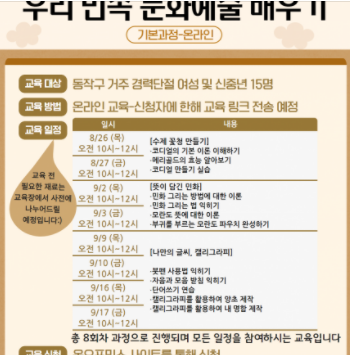 우리 민속 문화예술 배우기
기본과정-온라인
교육 대상 동작구 거주 경력단절 여성 및 신중년 15명
교육 방법 온라인 교육-신청자에 한해 교육 링크 전송 예정
교육 일정
일시 내용
8/26 (목)
오전 10시~12시
8/27 (금)
오전 10시~12시
[수제 꽃청 만들기]
·코디얼의 기본 이론 이해하기
·메리골드의 효능 알아보기
·코디얼 만들기 실습
9/2 (목)
오전 10시~12시
9/3 (금)
오전 10시~12시
[뜻이 담긴 민화]
·민화 그리는 방법에 대한 이론
·민화 그리는 법 익히기
·모란도 뜻에 대한 이론
·부귀를 부르는 모란도 파우치 완성하기
9/9 (목)
오전 10시~12시
9/10 (금)
오전 10시~12시
9/16 (목)
오전 10시~12시
9/17 (금)
오전 10시~12시
[나만의 글씨, 캘리그라피]
·붓펜 사용법 익히기
·자음과 모음 받침 익히기
·단어쓰기 연습
·캘리그라피를 활용하여 양초 제작
·캘리그라피를 활용하여 내 명함 제작
교육 전
필요한 재료는
교육장에서 사전에
나누어드릴
예정입니다:)
총 8회차 과정으로 진행되며 모든 일정을 참여하시는 교육입니다
교육 신청